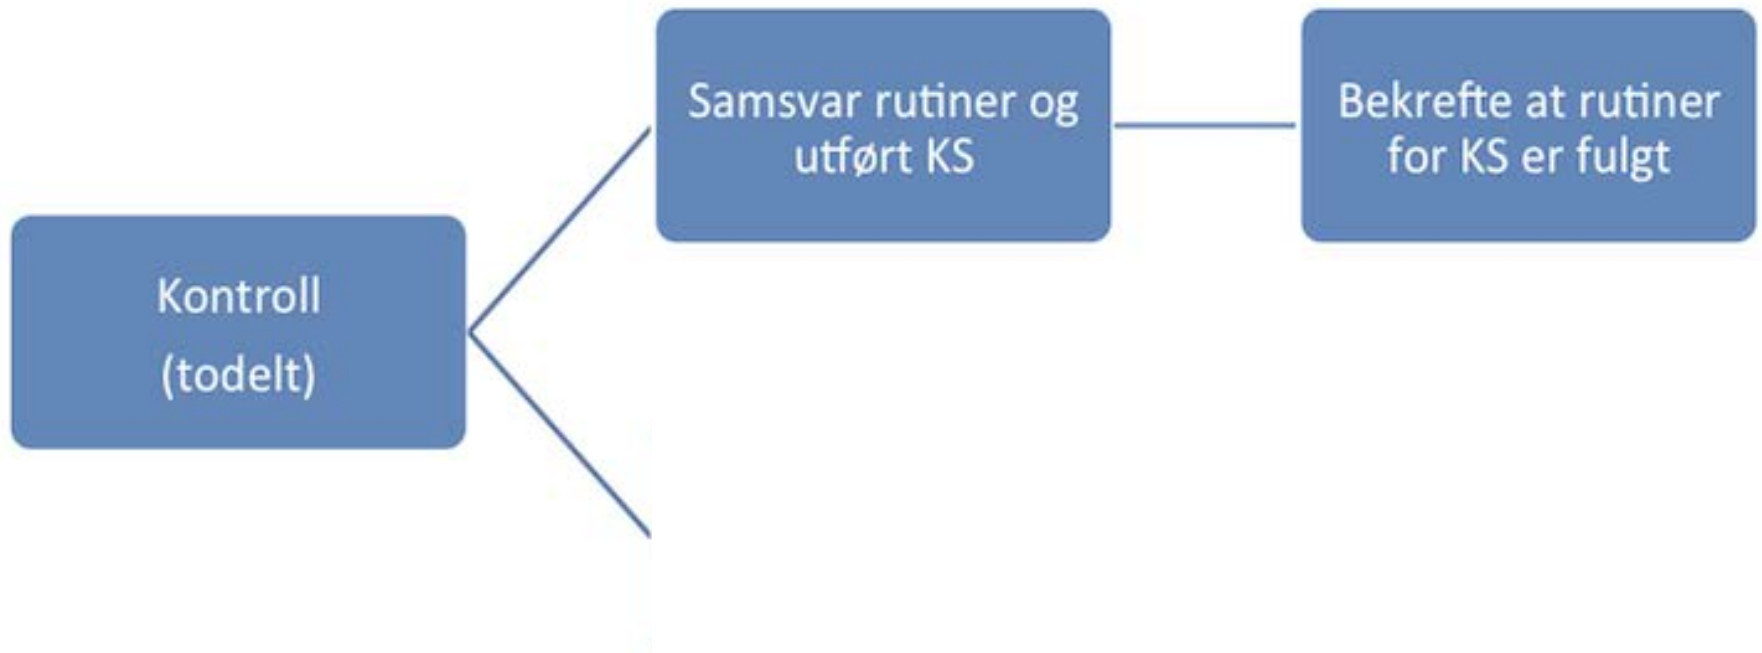 Kontroll
(todelt)
Samsvar rutiner og
utført KS
Bekrefte at rutiner
for KS er fulgt